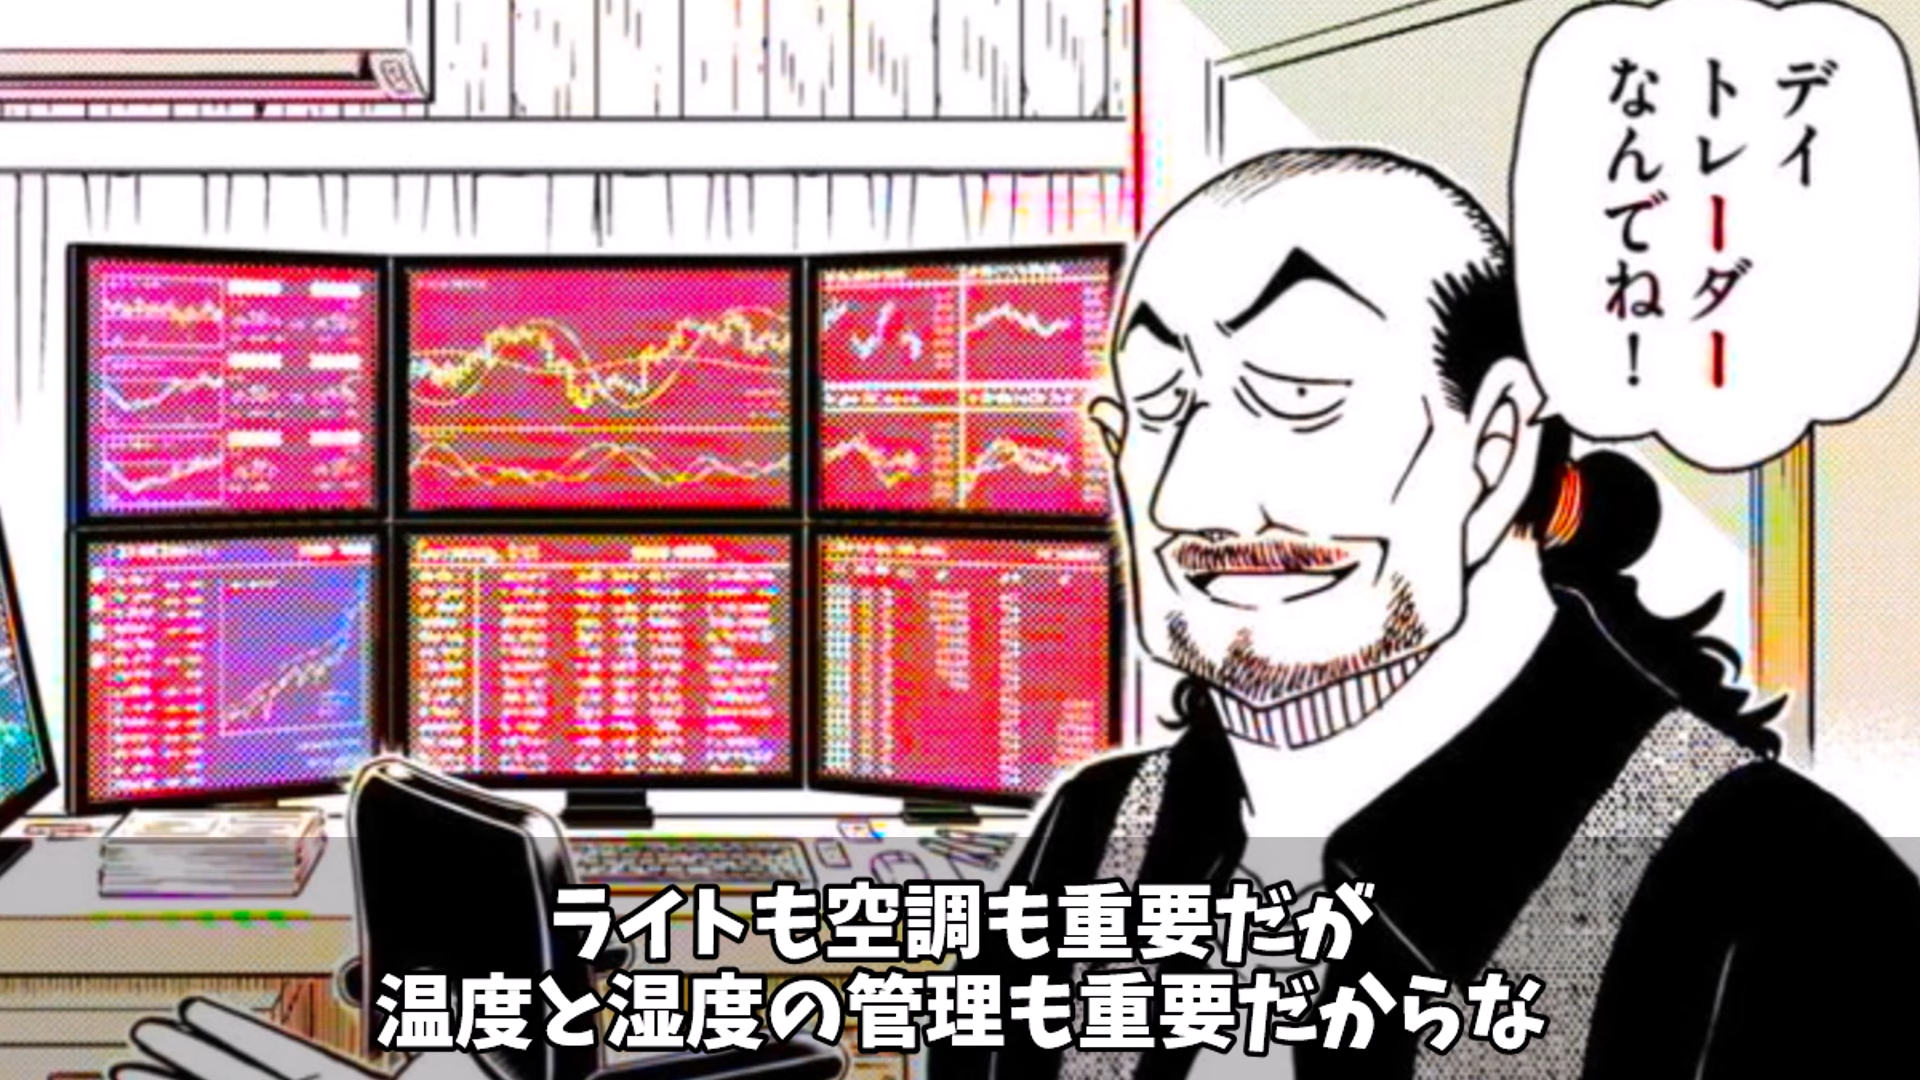 デイ
トレーダー
なんでね！
ライトも空調も重要だが
温度と湿度の管理も重要だからな